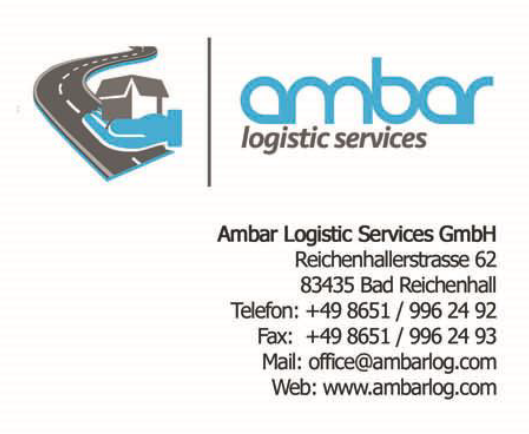 ambar
logistic services
Ambar Logistic Services GmbH
Reichenhallerstrasse 62
83435 Bad Reichenhall
Telefon: +49 8651 / 996 24 92
Fax: +49 8651 / 996 24 93
Mail: office@ambarlog.com
Web: www.ambarlog.com